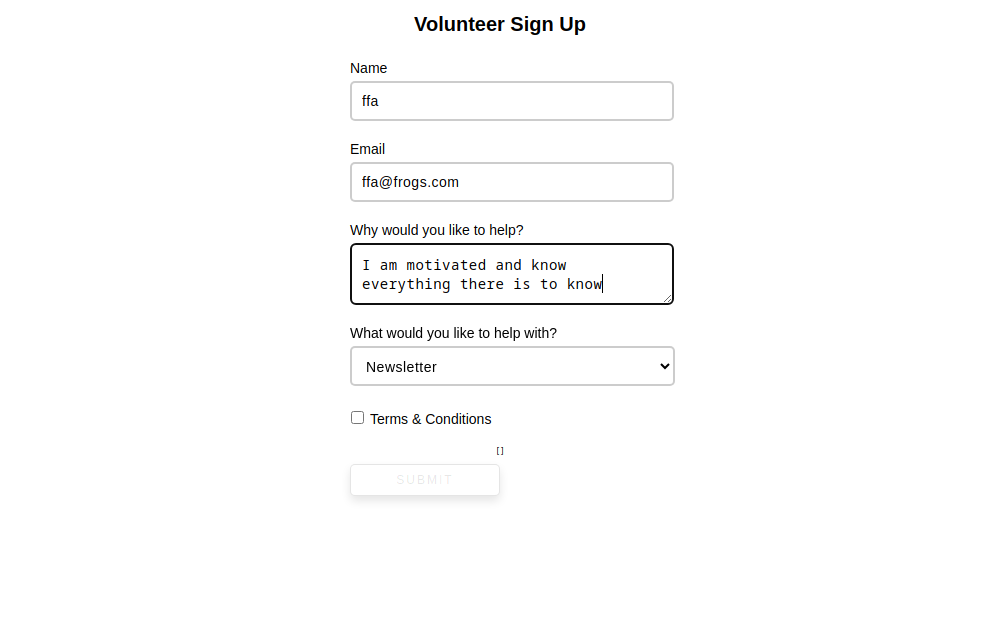 Volunteer Sign Up
Name
ffa
Email
ffa@frogs.com
Why would you like to help?
I am motivated and know
everything there is to know
What would you like to help with?
Newsletter
Terms & Conditions
[]
SUBMIT